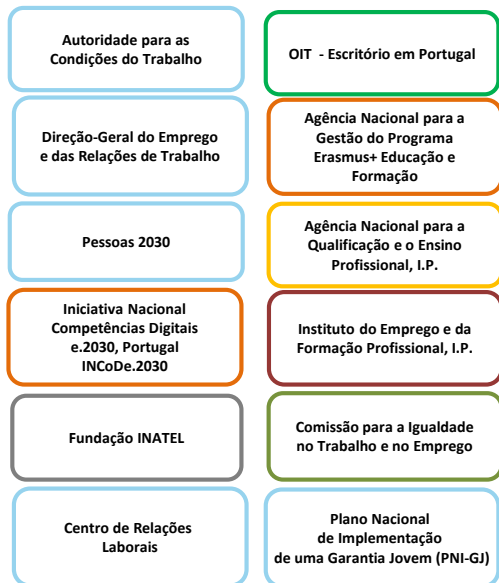 Autoridade para as
Condições do Trabalho
OIT - Escritório em Portugal
Direção-Geral do Emprego
e das Relações de Trabalho
Agência Nacional para a
Gestão do Programa
Erasmus+ Educação e
Formação
Pessoas 2030
Agência Nacional para a
Qualificação e o Ensino
Profissional, I.P.
Iniciativa Nacional
Competências Digitais
e.2030, Portugal
INCoDe.2030
Instituto do Emprego e da
Formação Profissional, I.P.
Fundação INATEL
Comissão para a Igualdade
no Trabalho e no Emprego
Centro de Relações
Laborais
Plano Nacional
de Implementação
de uma Garantia Jovem (PNI-GJ)